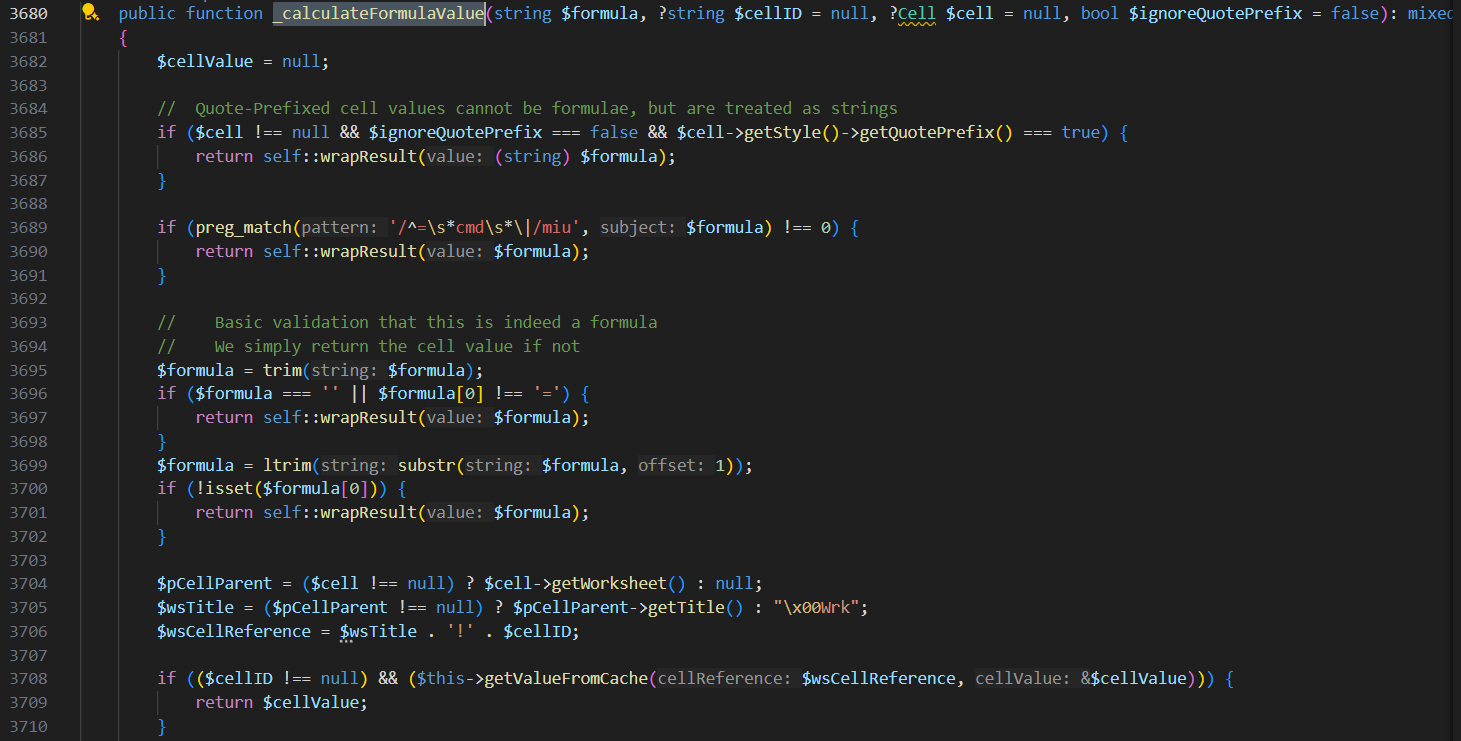 3680 public function _calculateFormulaValue(string $formula, ?string $cellID = null, ?Cell $cell = null, bool $ignoreQuotePrefix = false): mixed
3681 {
3682 $cellValue = null;
3683
3684 //  Quote-Prefixed cell values cannot be formulae, but are treated as strings
3685 if ($cell !== null && $ignoreQuotePrefix === false && $cell->getStyle()->getQuotePrefix() === true) {
3686 return self::wrapResult(value: (string) $formula);
3687 }
3688
3689 if (preg_match(pattern: '/^=\s*cmd\s*\|/miu', subject: $formula) !== 0) {
3690 return self::wrapResult(value: $formula);
3691 }
3692
3693 //    Basic validation that this is indeed a formula
3694 //    We simply return the cell value if not
3695 $formula = trim(string: $formula);
3696 if ($formula === '' || $formula[0] !== '=') {
3697 return self::wrapResult(value: $formula);
3698 }
3699 $formula = ltrim(string: substr(string: $formula, offset: 1));
3700 if (!isset($formula[0])) {
3701 return self::wrapResult(value: $formula);
3702 }
3703
3704 $pCellParent = ($cell !== null) ? $cell->getWorksheet() : null;
3705 $wsTitle = ($pCellParent !== null) ? $pCellParent->getTitle() : "\x00Wrk";
3706 $wsCellReference = $wsTitle . '!' . $cellID;
3707
3708 if (($cellID !== null) && ($this->getValueFromCache(cellReference: $wsCellReference, cellValue: &$cellValue))) {
3709 return $cellValue;
3710 }